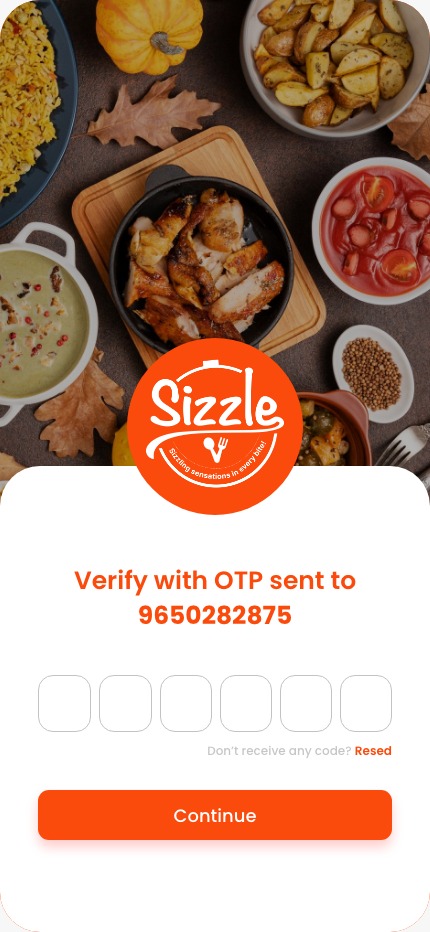 Sizzle
Sizzling sensations in every bite!
Verify with OTP sent to
9650282875
Don't receive any code? Resed
Continue